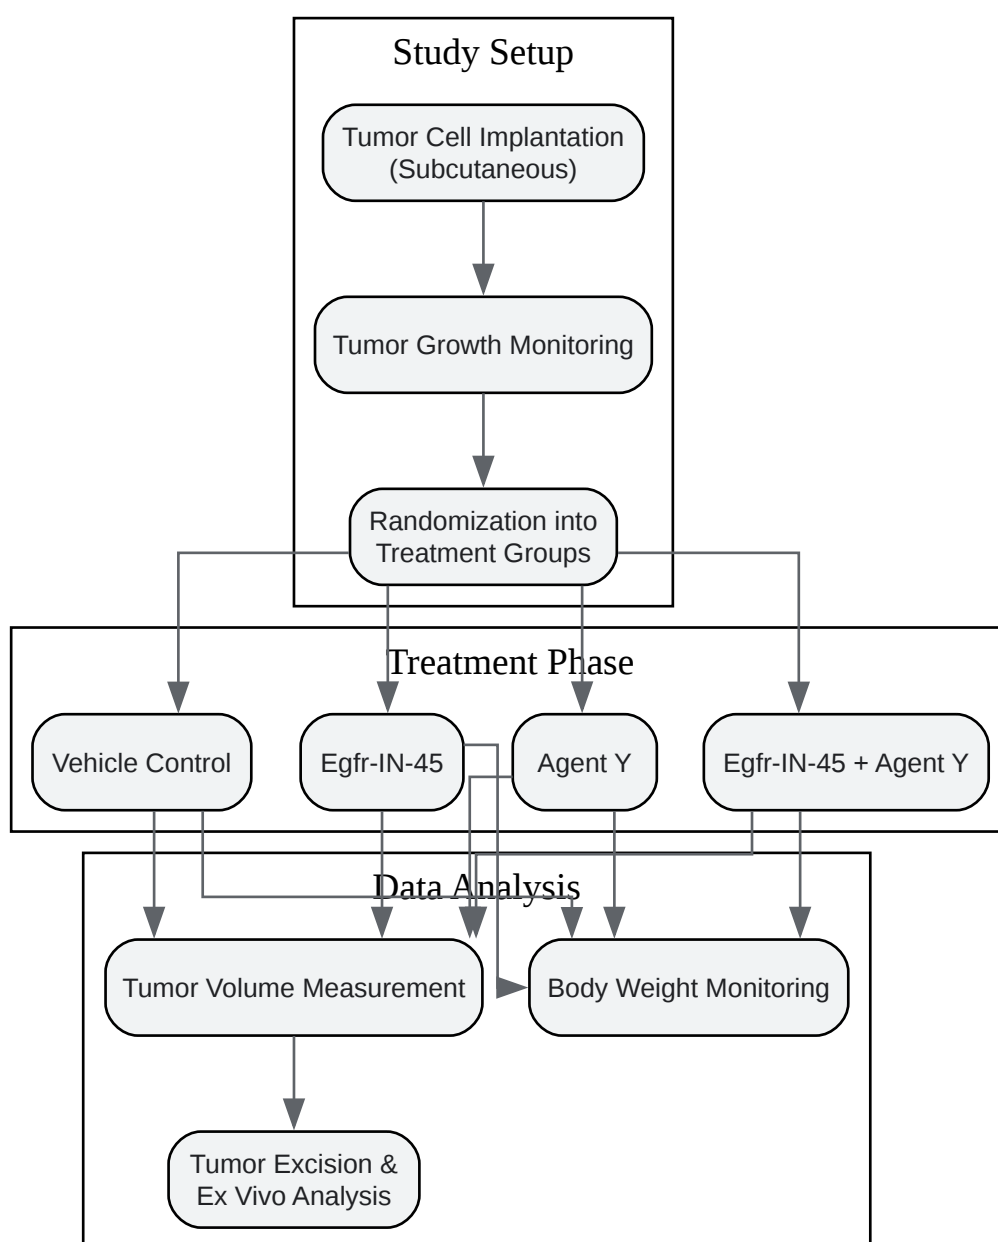 Study Setup
Tumor Cell Implantation
(Subcutaneous)
Tumor Growth Monitoring
Randomization into
Treatment Groups
Treatment Phase
Vehicle Control
Egfr-IN-45
Agent Y
Egfr-IN-45 + Agent Y
Data Analysis
Tumor Volume Measurement
Body Weight Monitoring
Tumor Excision &
Ex Vivo Analysis